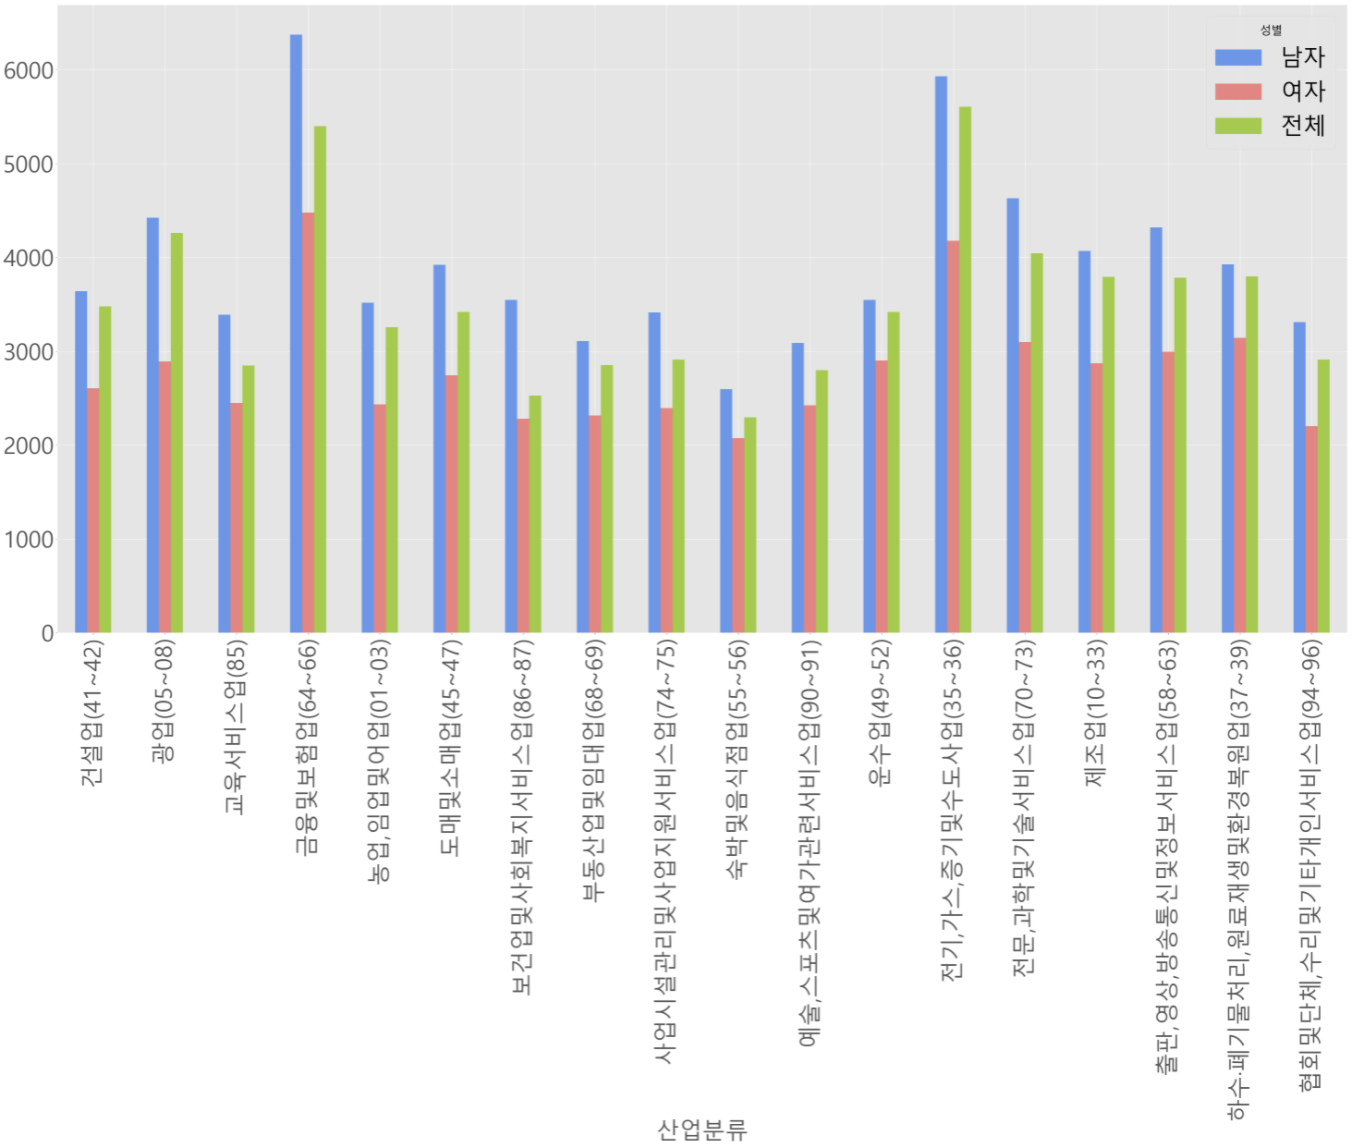 6000
5000
4000
3000
2000
1000
0
성별
남자
여자
전체
건설업(41~42)
광업(05~08)
교육서비스업(85)
금융및보험업(64~66)
농업,임업및어업(01~03)
도매및소매업(45~47)
보건업및사회복지서비스업(86~87)
부동산업및임대업(68~69)
사업시설관리및사업지원서비스업(74~75)
숙박및음식점업(55~56)
예술,스포츠및여가관련서비스업(90~91)
운수업(49~52)
전기,가스,증기및수도사업(35~36)
전문,과학및기술서비스업(70~73)
제조업(10~33)
출판,영상,방송통신및정보서비스업(58~63)
하수·폐기물처리,원료재생및환경복원업(37~39)
협회및단체,수리및기타개인서비스업(94~96)
산업분류